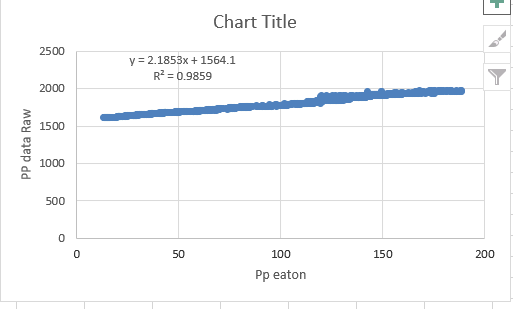 Chart Title
y = 2.1853x + 1564.1
R² = 0.9859
2500
2000
1500
1000
500
0
PP data Raw
0 50 100 150 200
Pp eaton